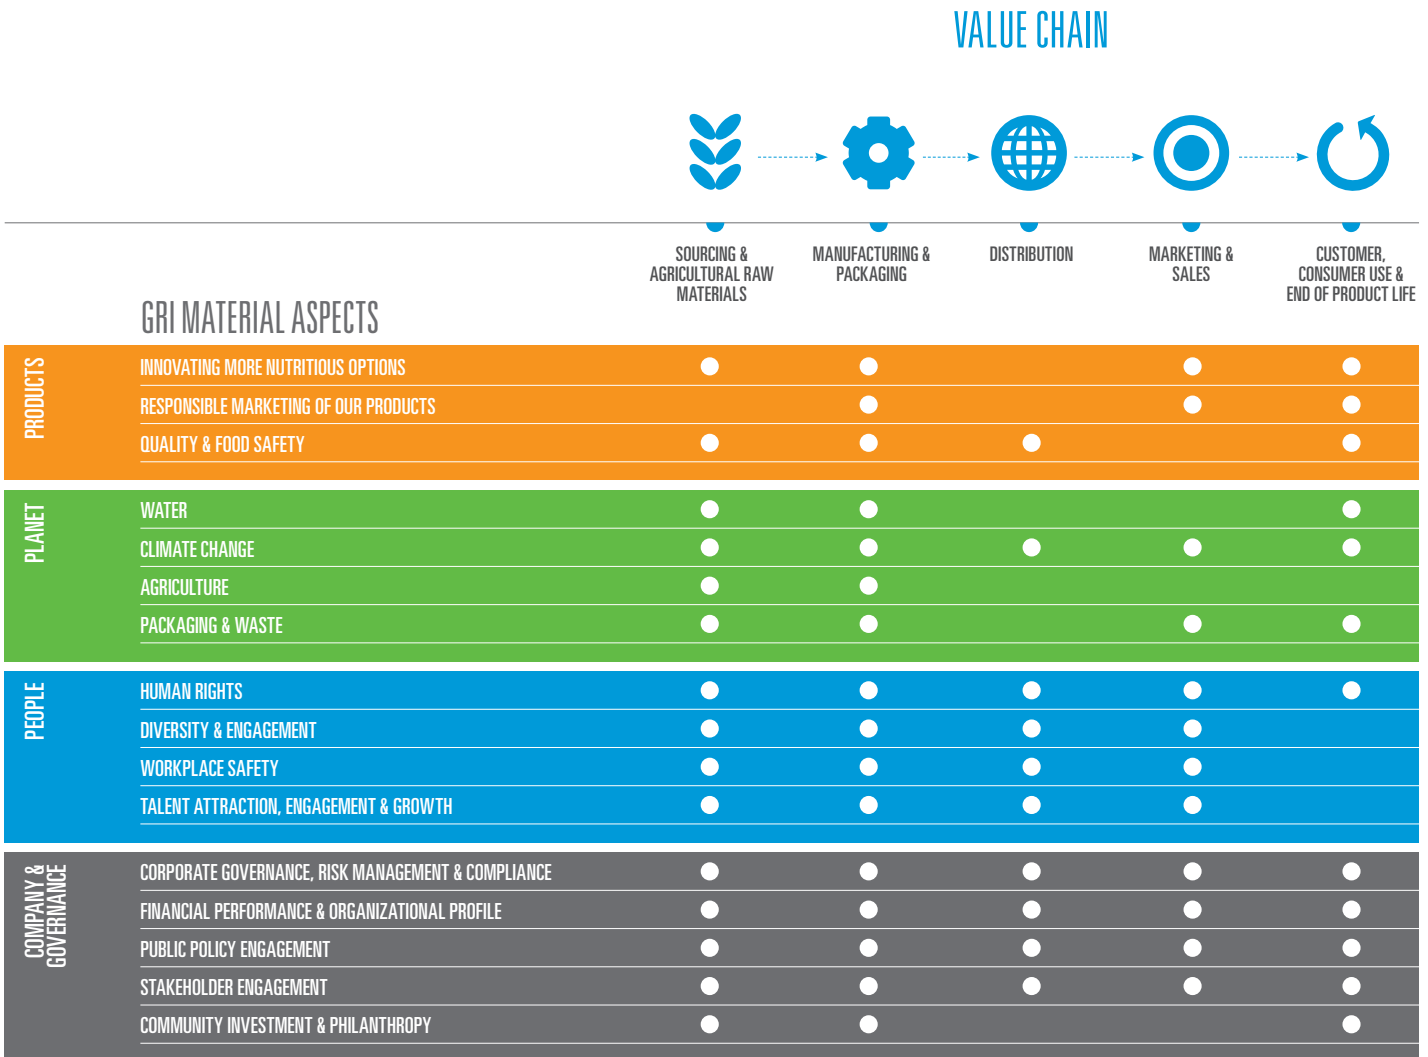 VALUE CHAIN
SOURCING &
AGRICULTURAL RAW
MATERIALS
MANUFACTURING &
PACKAGING
DISTRIBUTION
MARKETING &
SALES
CUSTOMER,
CONSUMER USE &
END OF PRODUCT LIFE
GRI MATERIAL ASPECTS
PRODUCTS
INNOVATING MORE NUTRITIOUS OPTIONS
RESPONSIBLE MARKETING OF OUR PRODUCTS
QUALITY & FOOD SAFETY
PLANET
WATER
CLIMATE CHANGE
AGRICULTURE
PACKAGING & WASTE
PEOPLE
HUMAN RIGHTS
DIVERSITY & ENGAGEMENT
WORKPLACE SAFETY
TALENT ATTRACTION, ENGAGEMENT & GROWTH
COMPANY &
GOVERNANCE
CORPORATE GOVERNANCE, RISK MANAGEMENT & COMPLIANCE
FINANCIAL PERFORMANCE & ORGANIZATIONAL PROFILE
PUBLIC POLICY ENGAGEMENT
STAKEHOLDER ENGAGEMENT
COMMUNITY INVESTMENT & PHILANTHROPY